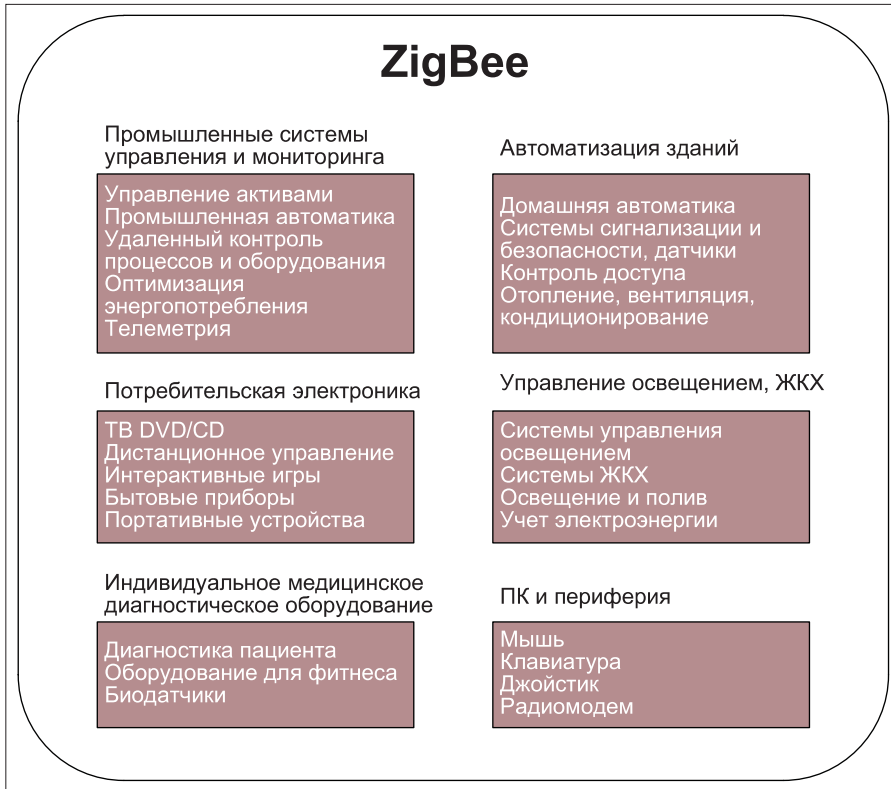 ZigBee
Промышленные системы
управления и мониторинга
Управление активами
Промышленная автоматика
Удаленный контроль
процессов и оборудования
Оптимизация
энергопотребления
Телеметрия
Автоматизация зданий
Домашняя автоматика
Системы сигнализации и
безопасности, датчики
Контроль доступа
Отопление, вентиляция,
кондиционирование
Потребительская электроника
ТВ DVD/CD
Дистанционное управление
Интерактивные игры
Бытовые приборы
Портативные устройства
Управление освещением, ЖКХ
Системы управления
освещением
Системы ЖКХ
Освещение и полив
Учет электроэнергии
Индивидуальное медицинское
диагностическое оборудование
Диагностика пациента
Оборудование для фитнеса
Биодатчики
ПК и периферия
Мышь
Клавиатура
Джойстик
Радиомодем